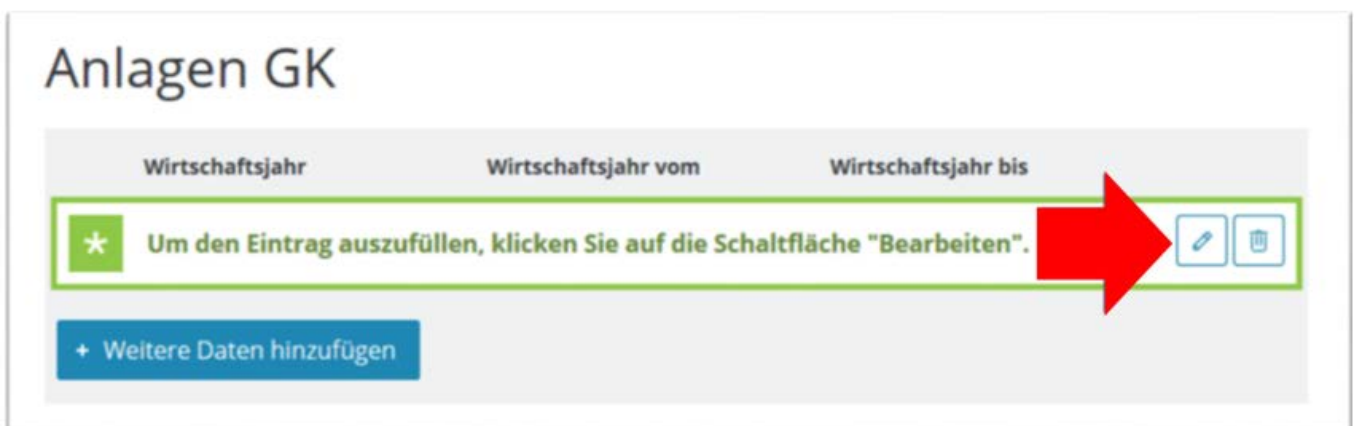 Anlagen GK
Wirtschaftsjahr Wirtschaftsjahr vom Wirtschaftsjahr bis
* Um den Eintrag auszufüllen, klicken Sie auf die Schaltfläche "Bearbeiten".
+ Weitere Daten hinzufügen